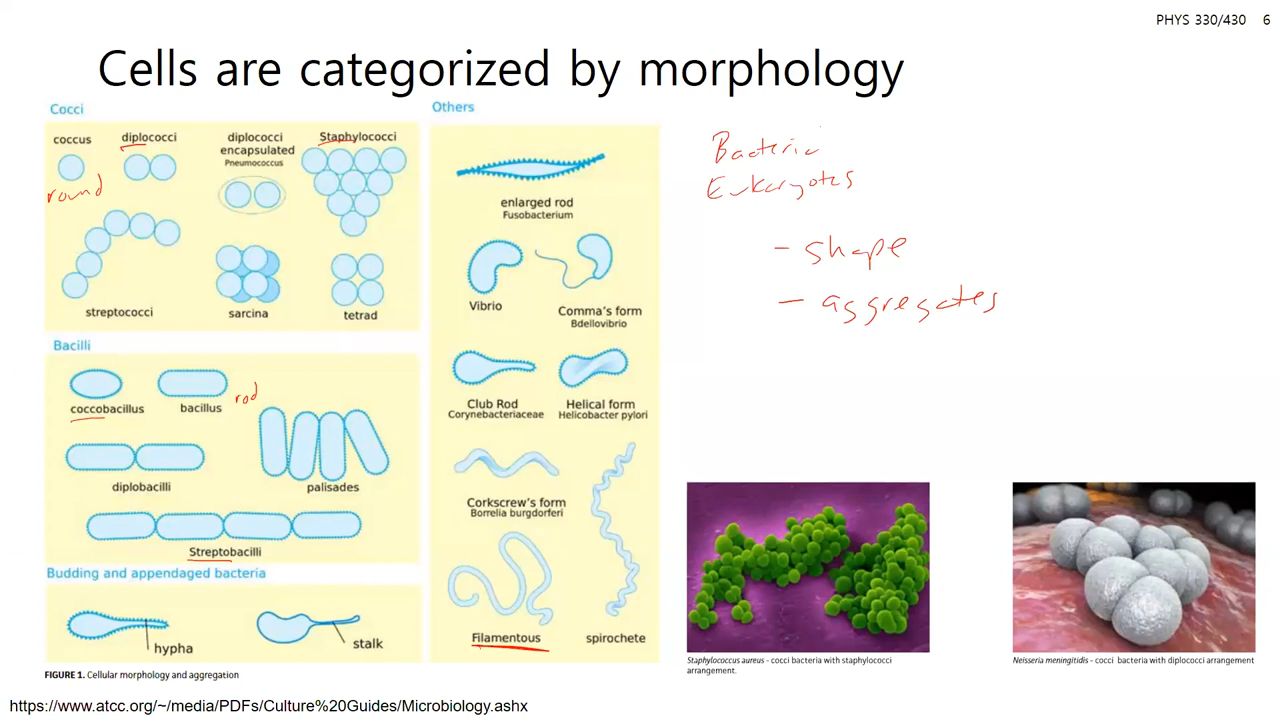 PHYS 330/430 6
Cells are categorized by morphology
Cocci
coccus
round
diplococci
diplococci
encapsulated
Pneumococcus
Staphylococci
streptococci
sarcina
tetrad
Bacilli
coccobacillus
bacillus
rod
diplobacilli
palisades
Streptobacilli
Budding and appendaged bacteria
hypha
stalk
Others
enlarged rod
Fusobacterium
Vibrio
Comma's form
Bdellovibrio
Club Rod
Corynebacteriaceae
Helical form
Helicobacter pylori
Corkscrew's form
Borrelia burgdorferi
Filamentous
spirochete
FIGURE 1. Cellular morphology and aggregation
Bacteria
Eukaryotes
- shape
- aggregates
Staphylococcus aureus - cocci bacteria with staphylococci
arrangement.
Neisseria meningitidis - cocci bacteria with diplococci arrangement
https://www.atcc.org/~/media/PDFs/Culture%20Guides/Microbiology.ashx